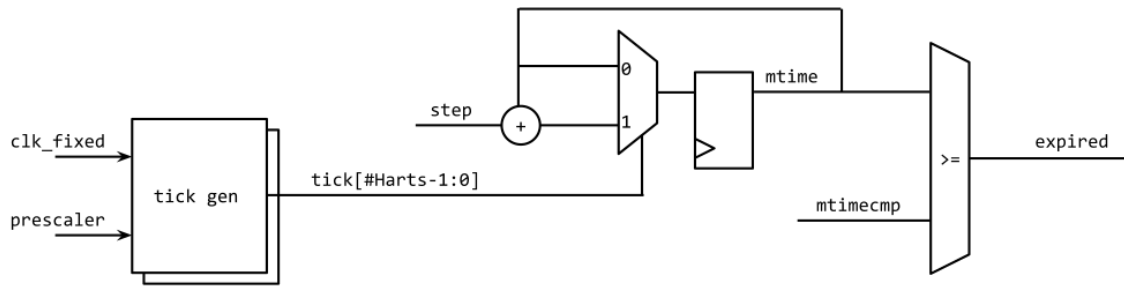 mtime
0
step
1
+
clk_fixed
expired
>=
tick gen
tick[#Harts-1:0]
mtimecmp
prescaler